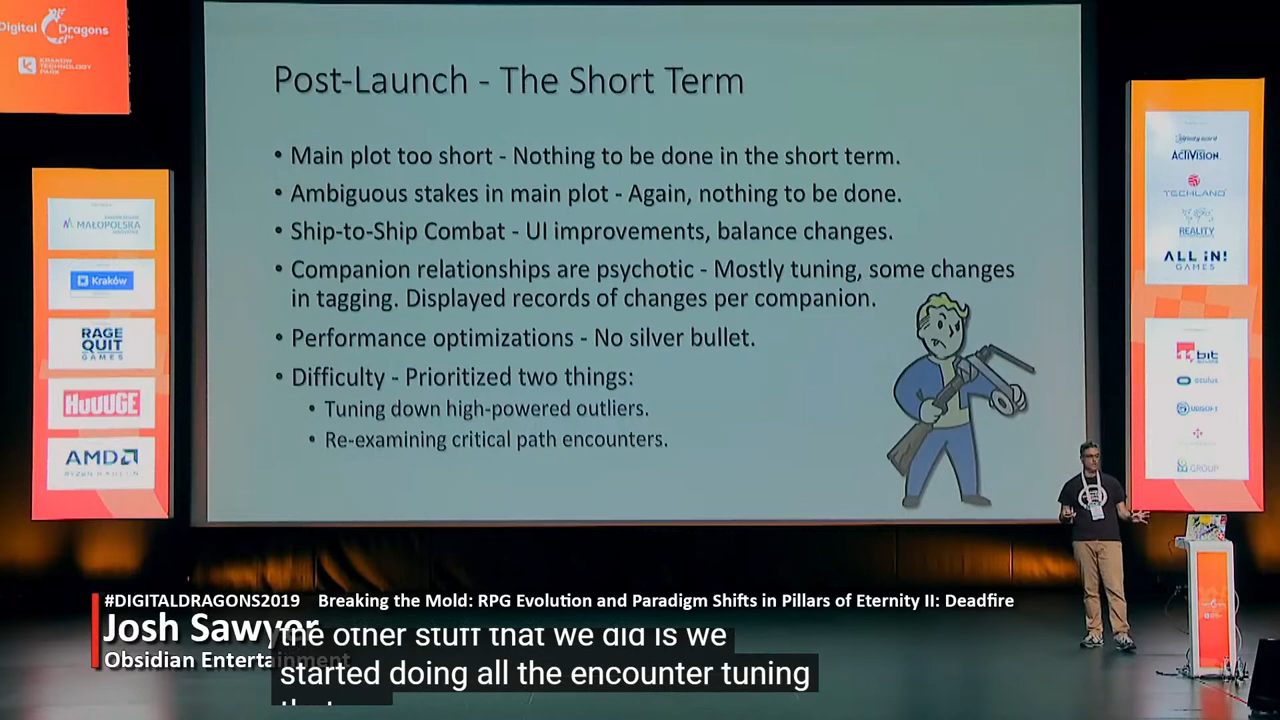 Digital Dragons
KRAKOW
TECHNOLOGY
PARK
Post-Launch - The Short Term
• Main plot too short - Nothing to be done in the short term.
• Ambiguous stakes in main plot - Again, nothing to be done.
• Ship-to-Ship Combat - UI improvements, balance changes.
• Companion relationships are psychotic - Mostly tuning, some changes
in tagging. Displayed records of changes per companion.
• Performance optimizations - No silver bullet.
• Difficulty - Prioritized two things:
• Tuning down high-powered outliers.
• Re-examining critical path encounters.
MAŁOPOLSKA
Kraków
RAGE
QUIT
GAMES
HUUUGE
AMD
ACTIVISION
TECHLAND
REALITY
ALL iN!
GAMES
11 bit
oculus
UBISOFT
GROUP
#DIGITALDRAGONS2019 Breaking the Mold: RPG Evolution and Paradigm Shifts in Pillars of Eternity II: Deadfire
Josh Sawyer
Obsidian Entertainment
the other stuff that we did is we
started doing all the encounter tuning